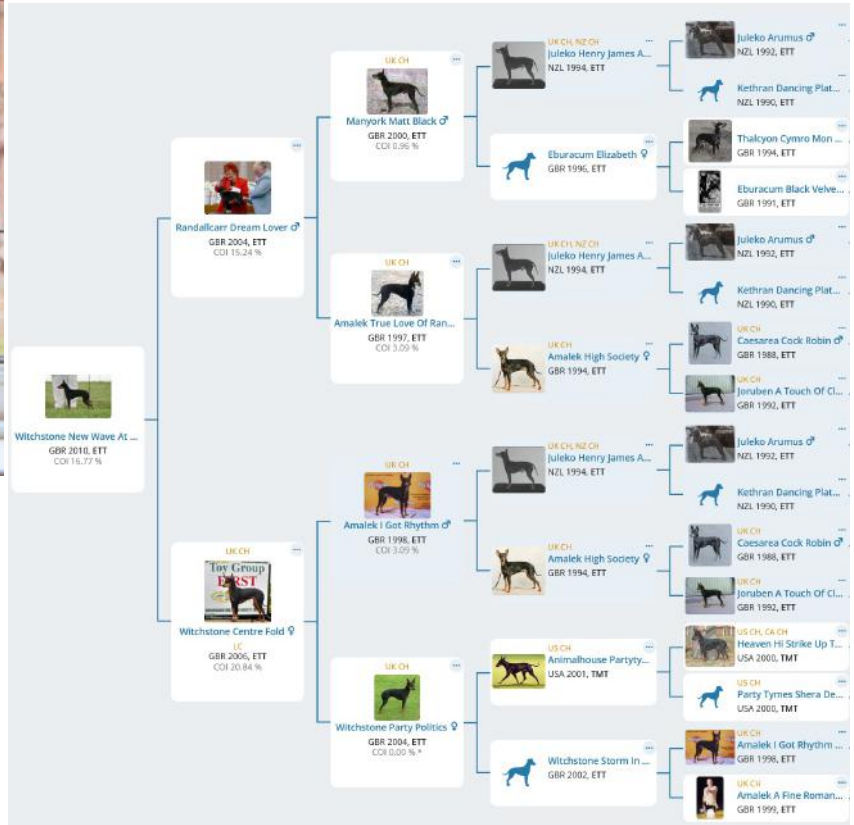 Witchstone New Wave At ...
GBR 2010, ETT
COI 16.77 %
Randallcarr Dream Lover ♂
GBR 2004, ETT
COI 15.24 %
UK CH
Toy Group
FIRST
Witchstone Centre Fold ♀
LC
GBR 2006, ETT
COI 20.84 %
UK CH
Manyork Matt Black ♂
GBR 2000, ETT
COI 0.96 %
UK CH
Amalek True Love Of Ran...
GBR 1997, ETT
COI 3.09 %
UK CH
Amalek I Got Rhythm ♂
GBR 1998, ETT
COI 3.09 %
UK CH
Witchstone Party Politics ♀
GBR 2004, ETT
COI 0.00 % *
UK CH, NZ CH
Juleko Henry James A...
NZL 1994, ETT
Eburacum Elizabeth ♀
GBR 1996, ETT
UK CH, NZ CH
Juleko Henry James A...
NZL 1994, ETT
UK CH
Amalek High Society ♀
GBR 1994, ETT
UK CH, NZ CH
Juleko Henry James A...
NZL 1994, ETT
UK CH
Amalek High Society ♀
GBR 1994, ETT
US CH
Animalhouse Partyty...
USA 2001, TMT
Witchstone Storm In ...
GBR 2002, ETT
Juleko Arumus ♂
NZL 1992, ETT
Kethran Dancing Plat...
NZL 1990, ETT
Thalcyon Cymro Mon ...
GBR 1994, ETT
Eburacum Black Velve...
GBR 1991, ETT
Juleko Arumus ♂
NZL 1992, ETT
Kethran Dancing Plat...
NZL 1990, ETT
UK CH
Caesarea Cock Robin ♂
GBR 1988, ETT
UK CH
Joruben A Touch Of Cl...
GBR 1992, ETT
Juleko Arumus ♂
NZL 1992, ETT
Kethran Dancing Plat...
NZL 1990, ETT
UK CH
Caesarea Cock Robin ♂
GBR 1988, ETT
UK CH
Joruben A Touch Of Cl...
GBR 1992, ETT
US CH, CA CH
Heaven Hi Strike Up T...
USA 2000, TMT
US CH
Party Tymes Shera De...
USA 2000, TMT
UK CH
Amalek I Got Rhythm ...
GBR 1998, ETT
UK CH
Amalek A Fine Roman...
GBR 1999, ETT